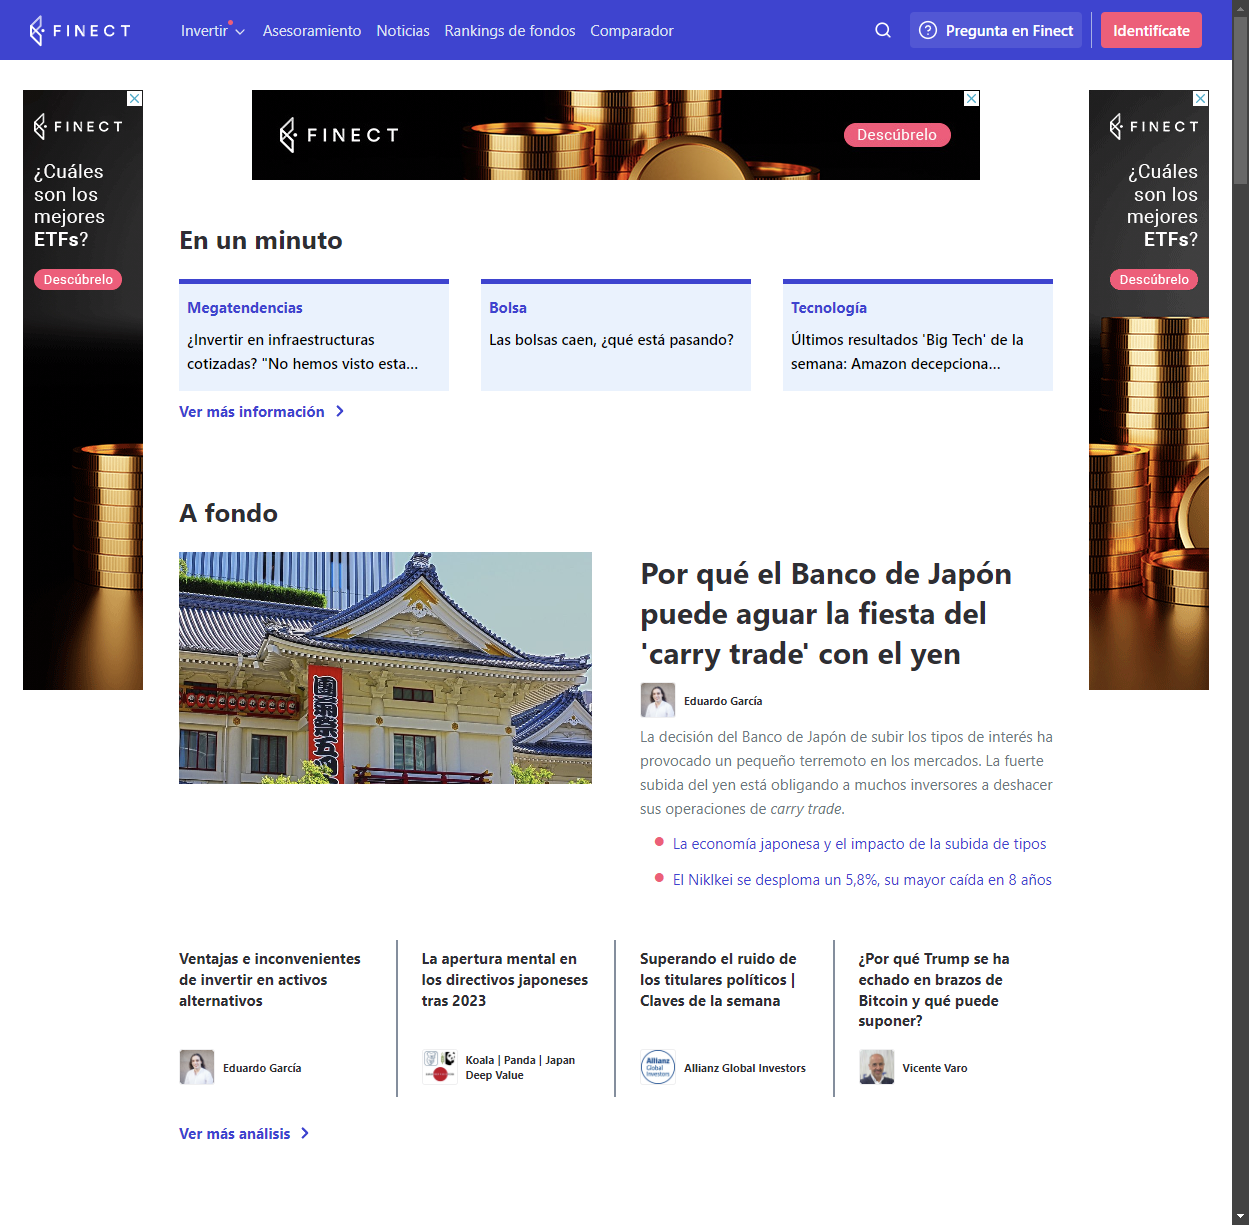 FINECT
Invertir
Asesoramiento
Noticias
Rankings de fondos
Comparador
Pregunta en Finect
Identifícate
FINECT
¿Cuáles
son los
mejores
ETFs?
Descúbrelo
FINECT
Descúbrelo
FINECT
¿Cuáles
son los
mejores
ETFs?
Descúbrelo
En un minuto
Megatendencias
¿Invertir en infraestructuras
cotizadas? "No hemos visto esta...
Bolsa
Las bolsas caen, ¿qué está pasando?
Tecnología
Últimos resultados 'Big Tech' de la
semana: Amazon decepciona...
Ver más información
A fondo
Por qué el Banco de Japón
puede aguar la fiesta del
'carry trade' con el yen
Eduardo García
La decisión del Banco de Japón de subir los tipos de interés ha
provocado un pequeño terremoto en los mercados. La fuerte
subida del yen está obligando a muchos inversores a deshacer
sus operaciones de carry trade.
La economía japonesa y el impacto de la subida de tipos
El Niklkei se desploma un 5,8%, su mayor caída en 8 años
Ventajas e inconvenientes
de invertir en activos
alternativos
Eduardo García
La apertura mental en
los directivos japoneses
tras 2023
Koala | Panda | Japan
Deep Value
Superando el ruido de
los titulares políticos |
Claves de la semana
Allianz
Global
Investors
Allianz Global Investors
¿Por qué Trump se ha
echado en brazos de
Bitcoin y qué puede
suponer?
Vicente Varo
Ver más análisis